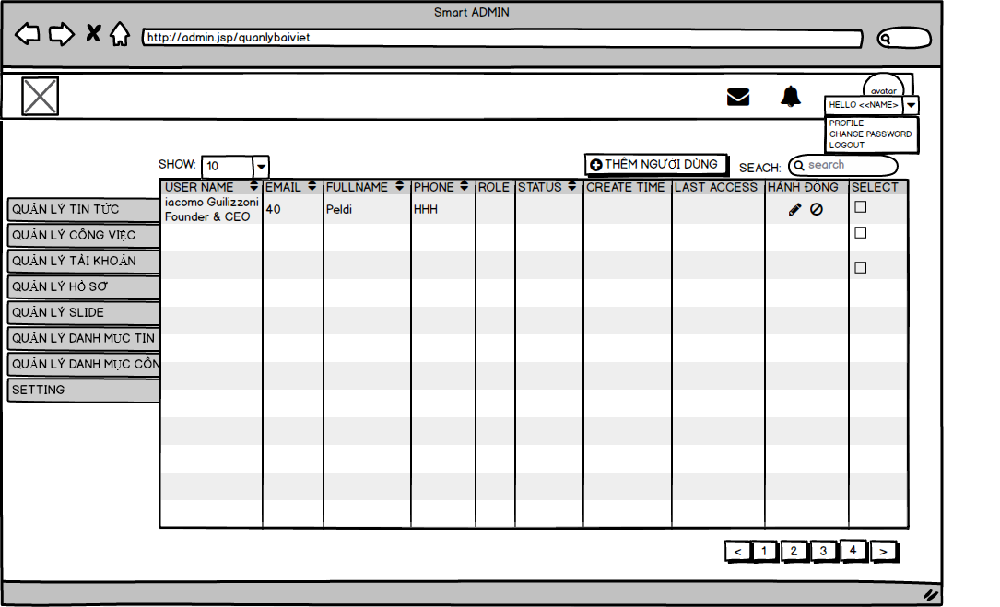 Smart ADMIN
http://admin.jsp/quanlybaiviet
avatar
HELLO <<NAME>
PROFILE
CHANGE PASSWORD
LOGOUT
SHOW: 10
THÊM NGƯỜI DÙNG
SEACH: search
USER NAME EMAIL FULLNAME PHONE ROLE STATUS CREATE TIME LAST ACCESS HÀNH ĐỘNG SELECT
iacomo Guilizzoni
Founder & CEO
40 Peldi HHH
QUẢN LÝ TIN TỨC
QUẢN LÝ CÔNG VIỆC
QUẢN LÝ TÀI KHOẢN
QUẢN LÝ HỒ SƠ
QUẢN LÝ SLIDE
QUẢN LÝ DANH MỤC TIN
QUẢN LÝ DANH MỤC CÔN
SETTING
< 1 2 3 4 >